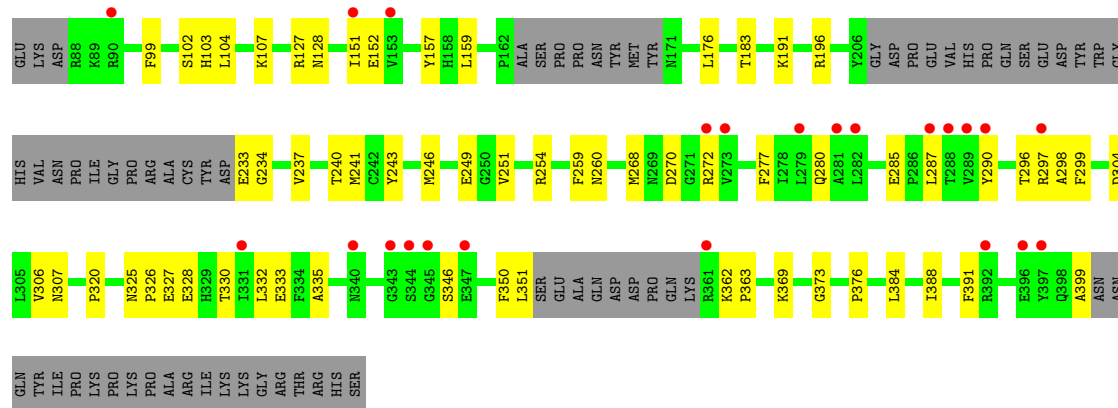 GLU LYS ASP R88 K89 R90 F99 S102 H103 L104 K107 R127 N128 I151 E152 V153 Y157 H158 L159 P162 ALA SER PRO PRO ASN TYR MET TYR N171 L176 T183 K191 R196 Y206 GLY ASP PRO GLU VAL HIS PRO GLN SER GLU ASP TYR TRP GLY
HIS VAL ASN PRO ILE GLY PRO ARG ALA CYS TYR ASP E233 G234 V237 T240 M241 C242 Y243 M246 E249 G250 V251 R254 F259 N260 M268 N269 D270 G271 R272 V273 F277 I278 L279 Q280 A281 L282 E285 P286 L287 T288 V289 Y290 T296 R297 A298 F299 D304
L305 V306 N307 P320 N325 P326 E327 E328 H329 T330 I331 L332 E333 F334 A335 N340 G343 S344 G345 S346 E347 F350 L351 SER GLU ALA GLN ASP ASP PRO GLN LYS R361 K362 P363 K369 G373 P376 L384 I388 F391 R392 E396 Y397 Q398 A399 ASN ASN
GLN TYR ILE PRO LYS PRO LYS PRO ALA ARG ILE LYS LYS GLY ARG THR ARG HIS SER